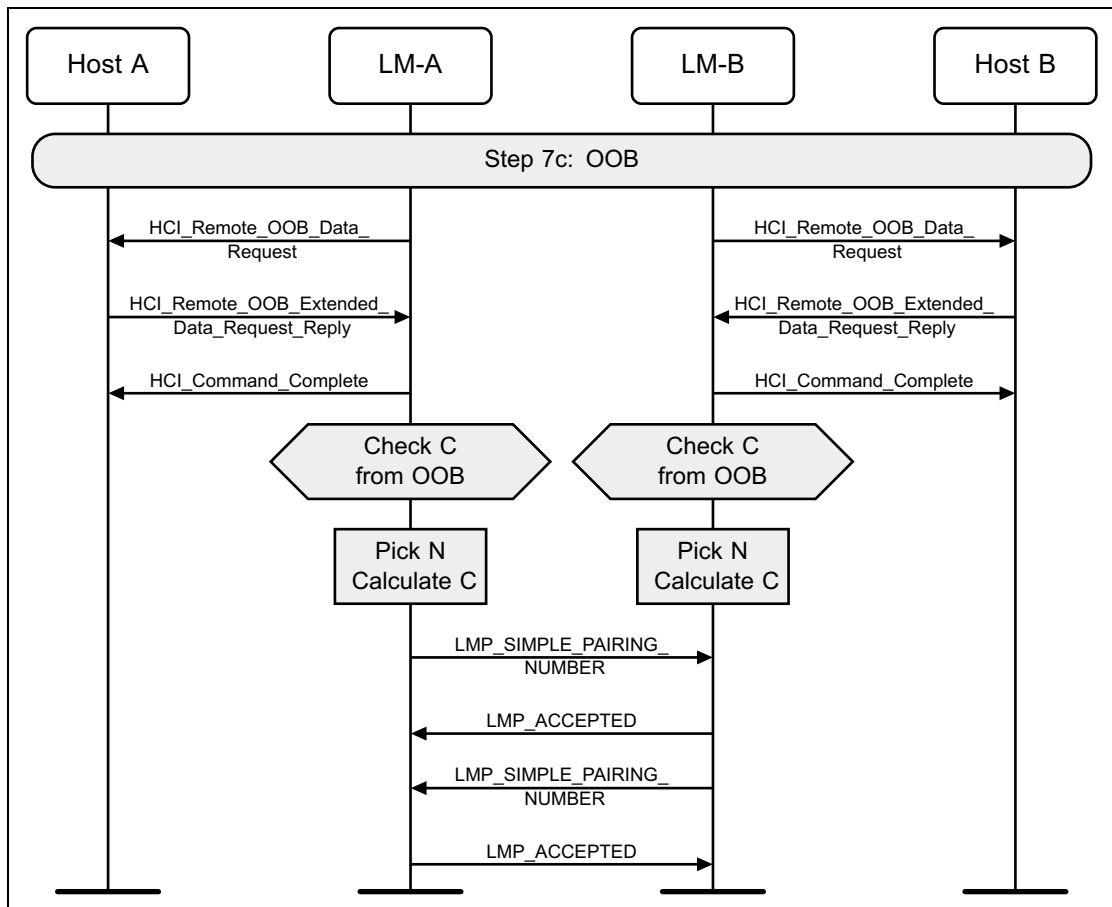 Host A
LM-A
LM-B
Host B
Step 7c: OOB
HCI_Remote_OOB_Data_
Request
HCI_Remote_OOB_Data_
Request
HCI_Remote_OOB_Extended_
Data_Request_Reply
HCI_Remote_OOB_Extended_
Data_Request_Reply
HCI_Command_Complete
HCI_Command_Complete
Check C
from OOB
Check C
from OOB
Pick N
Calculate C
Pick N
Calculate C
LMP_SIMPLE_PAIRING_
NUMBER
LMP_ACCEPTED
LMP_SIMPLE_PAIRING_
NUMBER
LMP_ACCEPTED